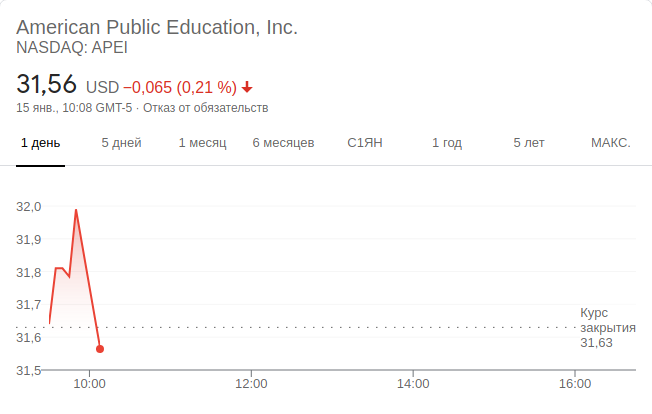 American Public Education, Inc.
NASDAQ: APEI
31,56 USD −0,065 (0,21 %)
15 янв., 10:08 GMT-5 · Отказ от обязательств
1 день 5 дней 1 месяц 6 месяцев С1ЯН 1 год 5 лет МАКС.
32,0
31,9
31,8
31,7
31,6
31,5
Курс
закрытия
31,63
10:00 12:00 14:00 16:00